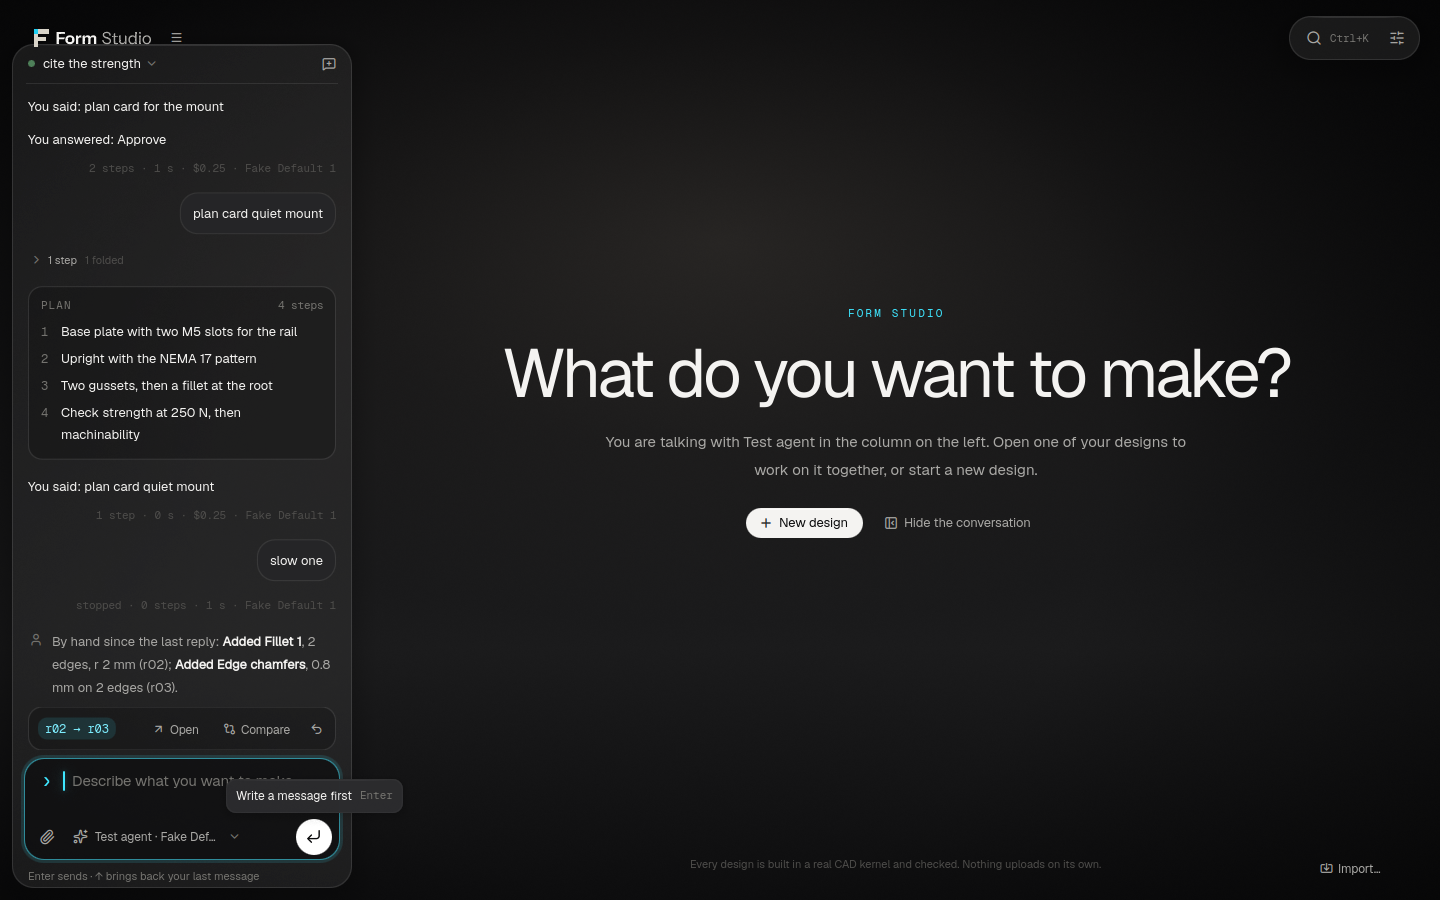 Form Studio
Ctrl+K
cite the strength
You said: plan card for the mount
You answered: Approve
2 steps · 1 s · $0.25 · Fake Default 1
plan card quiet mount
1 step 1 folded
PLAN 4 steps
1 Base plate with two M5 slots for the rail
2 Upright with the NEMA 17 pattern
3 Two gussets, then a fillet at the root
4 Check strength at 250 N, then
machinability
You said: plan card quiet mount
1 step · 0 s · $0.25 · Fake Default 1
slow one
stopped · 0 steps · 1 s · Fake Default 1
By hand since the last reply: Added Fillet 1, 2
edges, r 2 mm (r02); Added Edge chamfers, 0.8
mm on 2 edges (r03).
r02 → r03 Open Compare
Describe what you want to make
Write a message first Enter
Test agent · Fake Def…
Enter sends · ↑ brings back your last message
FORM STUDIO
What do you want to make?
You are talking with Test agent in the column on the left. Open one of your designs to
work on it together, or start a new design.
New design Hide the conversation
Every design is built in a real CAD kernel and checked. Nothing uploads on its own.
Import…